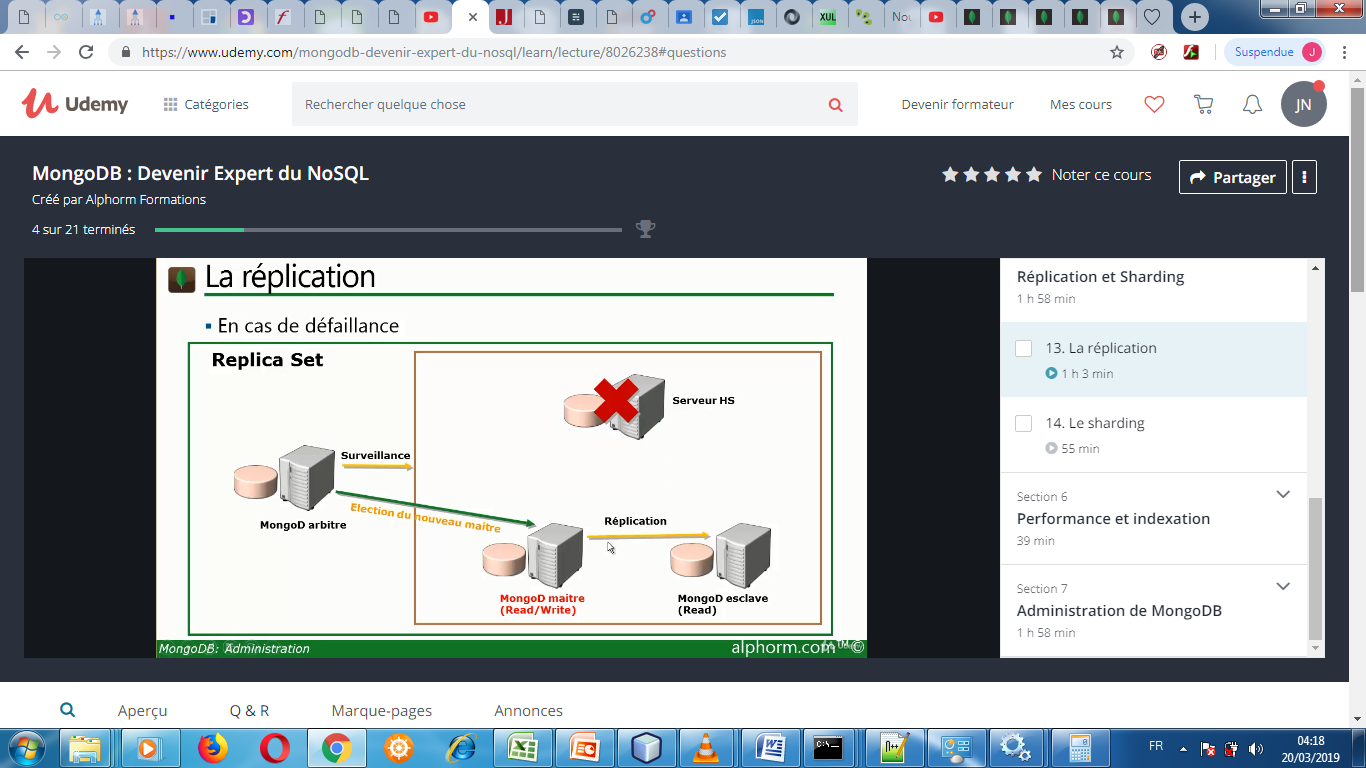 JSON
XUL
Nou
https://www.udemy.com/mongodb-devenir-expert-du-nosql/learn/lecture/8026238#questions
Suspendue
J
Udemy
Catégories
Rechercher quelque chose
Devenir formateur
Mes cours
JN
MongoDB : Devenir Expert du NoSQL
Noter ce cours
Partager
Créé par Alphorm Formations
4 sur 21 terminés
La réplication
En cas de défaillance
Replica Set
Serveur HS
Surveillance
Election du nouveau maitre
MongoD arbitre
Réplication
MongoD maitre
(Read/Write)
MongoD esclave
(Read)
MongoDB: Administration
alphorm.com™©
Réplication et Sharding
1 h 58 min
13. La réplication
1 h 3 min
14. Le sharding
55 min
Section 6
Performance et indexation
39 min
Section 7
Administration de MongoDB
1 h 58 min
Aperçu
Q & R
Marque-pages
Annonces
FR
04:18
20/03/2019